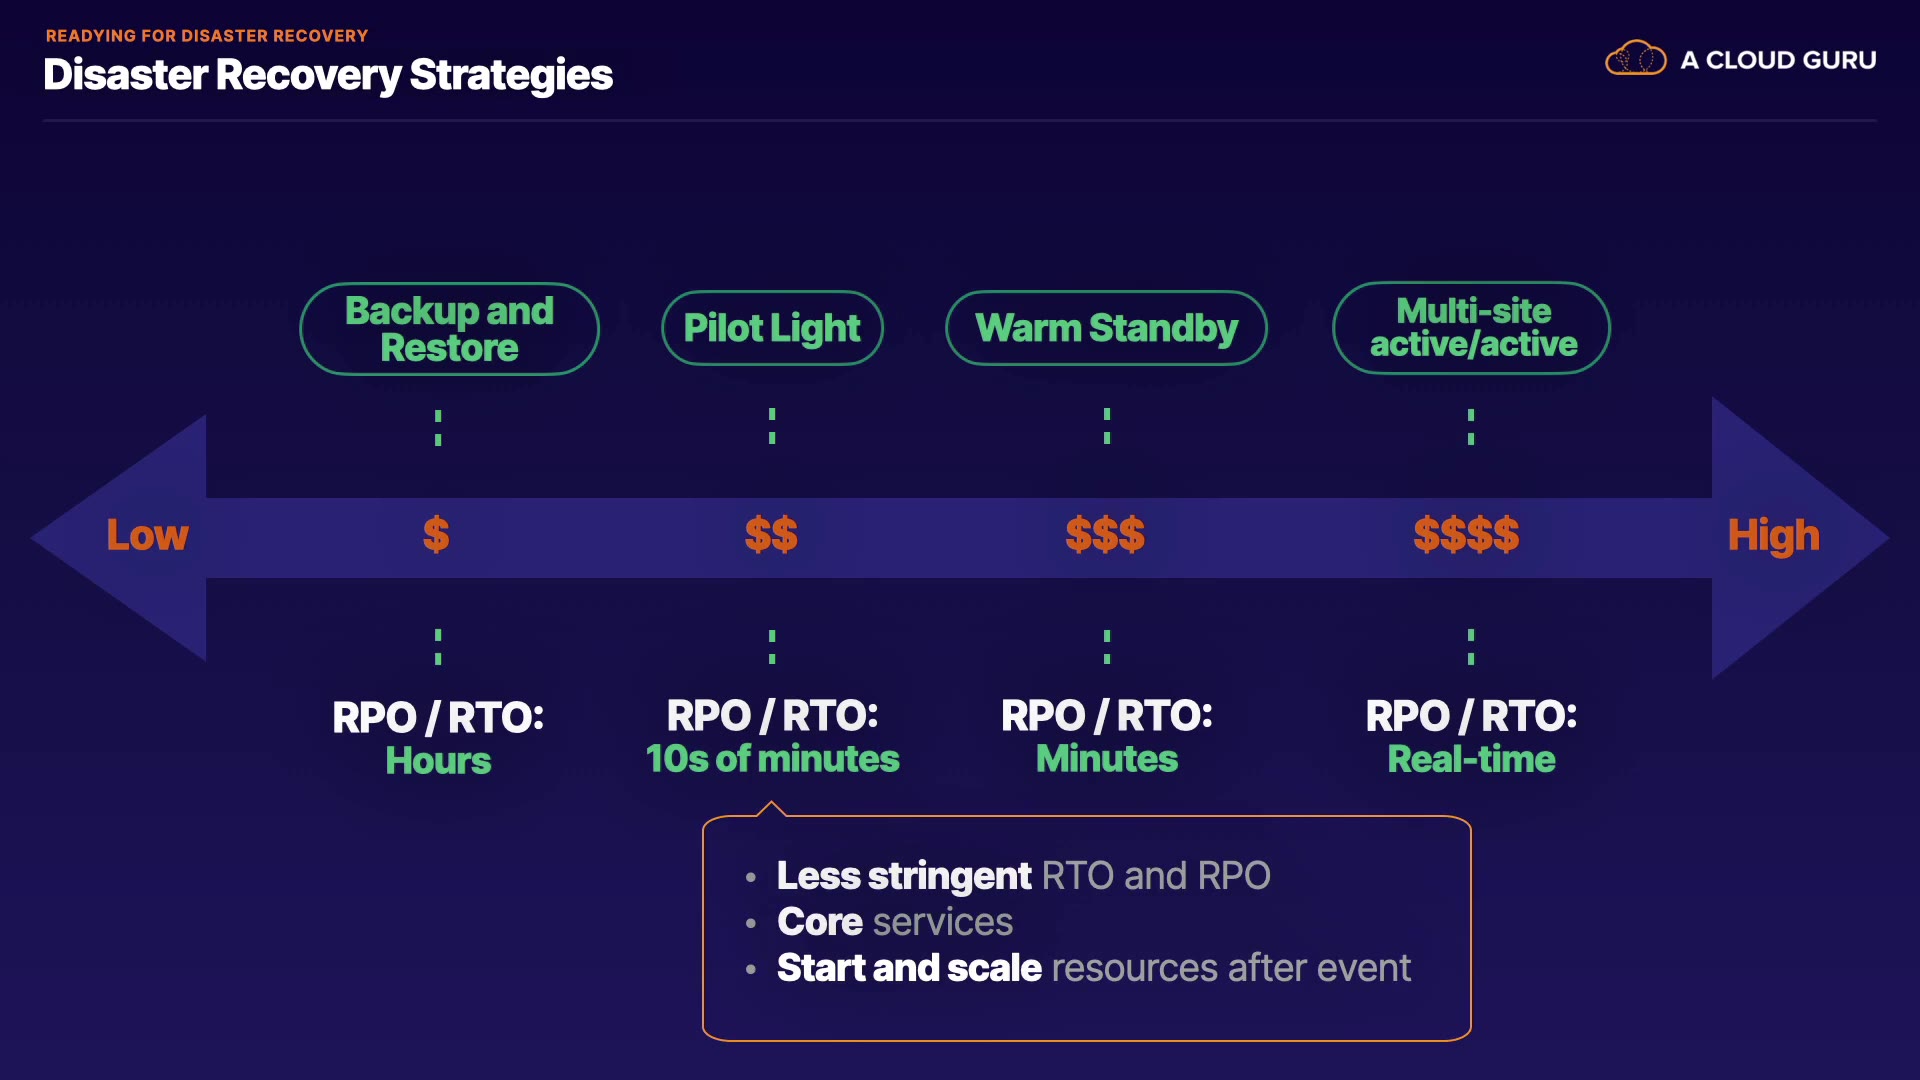 READYING FOR DISASTER RECOVERY
Disaster Recovery Strategies
A CLOUD GURU
Backup and
Restore
Pilot Light
Warm Standby
Multi-site
active/active
Low
$
$$
$$$
$$$$
High
RPO / RTO:
Hours
RPO / RTO:
10s of minutes
RPO / RTO:
Minutes
RPO / RTO:
Real-time
• Less stringent RTO and RPO
• Core services
• Start and scale resources after event